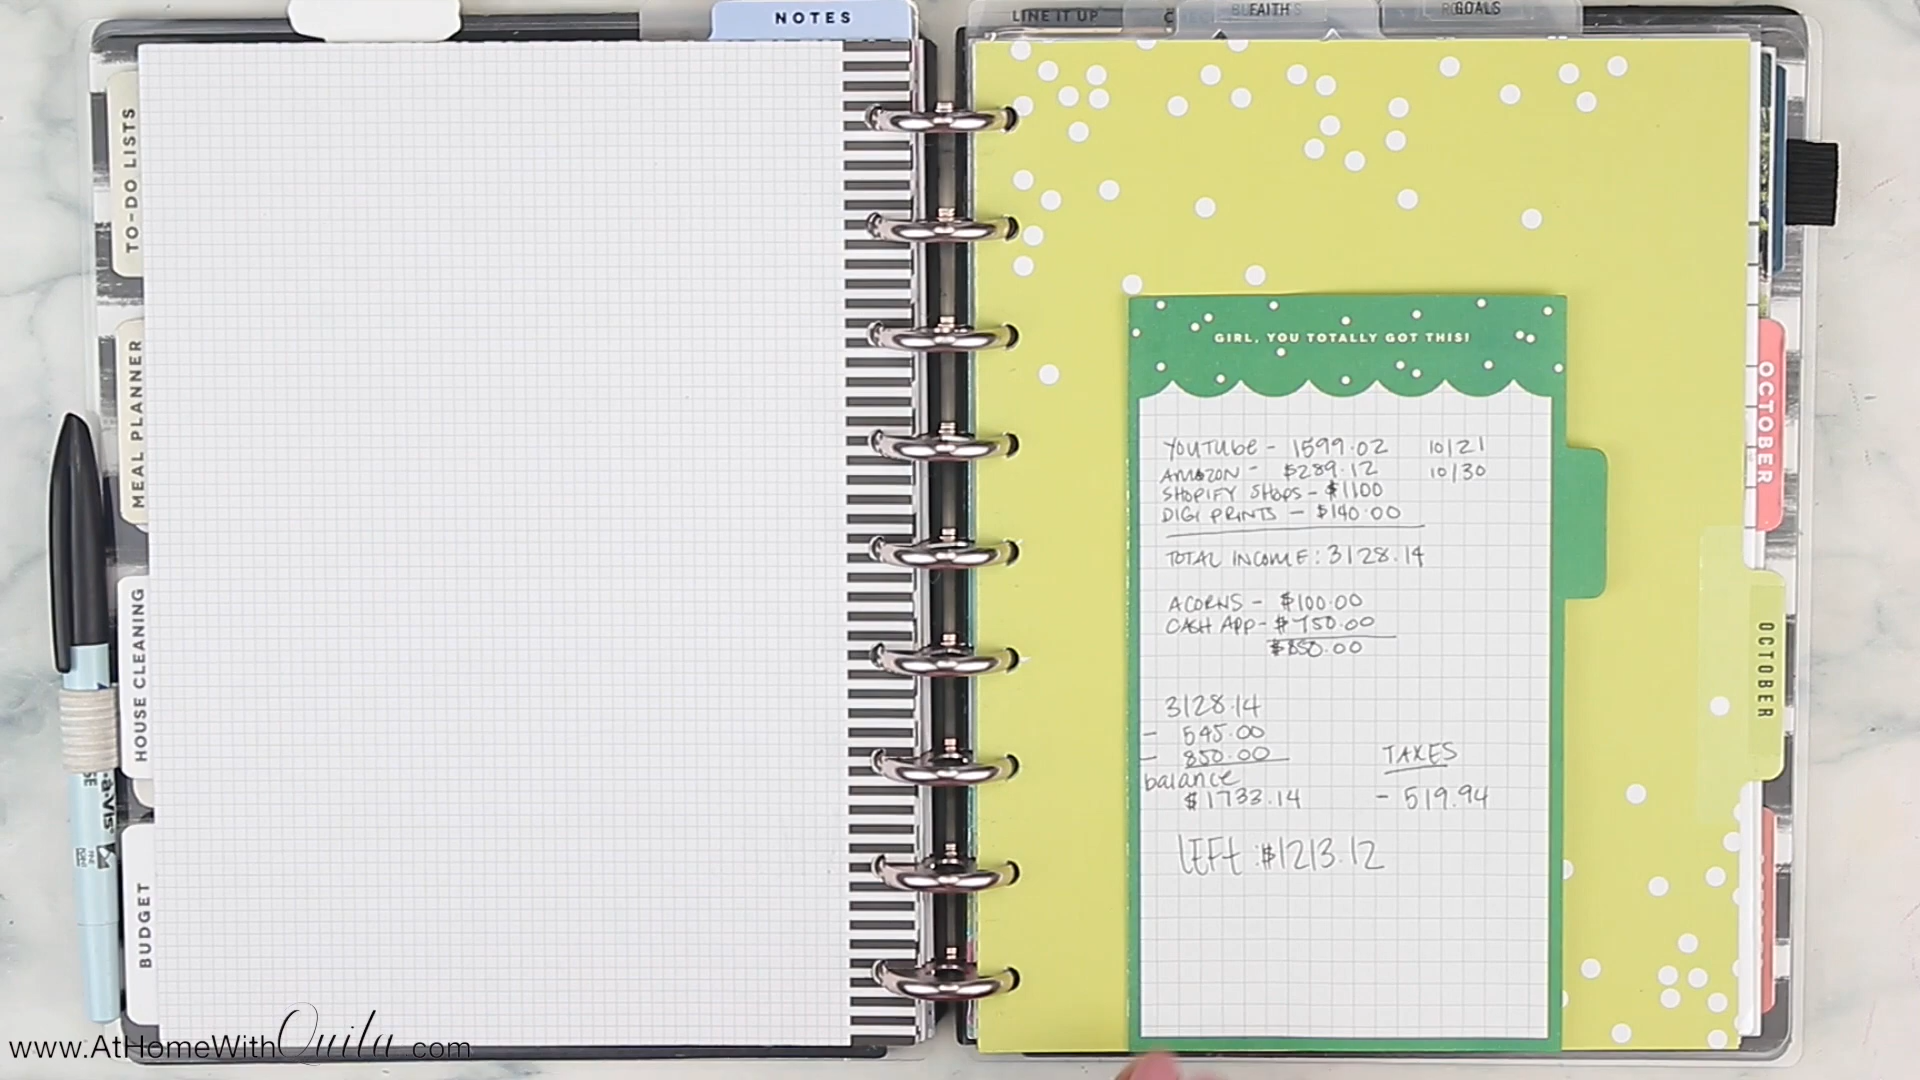 NOTES
TO-DO LISTS
MEAL PLANNER
HOUSE CLEANING
BUDGET
LINE IT UP
FAITH
GOALS
OCTOBER
OCTOBER
GIRL, YOU TOTALLY GOT THIS!
YOUTUBE - 1599.02 10/21
AMAZON - $289.12 10/30
SHOPIFY SHOPS - $1100
DIGI PRINTS - $140.00
TOTAL INCOME: 3128.14
ACORNS - $100.00
CASH APP - $750.00
$850.00
3128.14
- 545.00
- 850.00
balance
$1733.14
TAXES
- 519.94
LEFT: $1213.12
www.AtHomeWithQuila.com